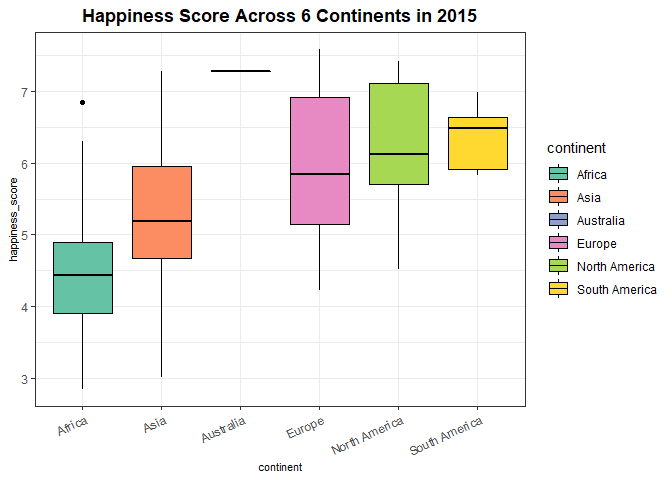 Happiness Score Across 6 Continents in 2015
happiness_score
7
6
5
4
3
Africa
Asia
Australia
Europe
North America
South America
continent
continent
Africa
Asia
Australia
Europe
North America
South America